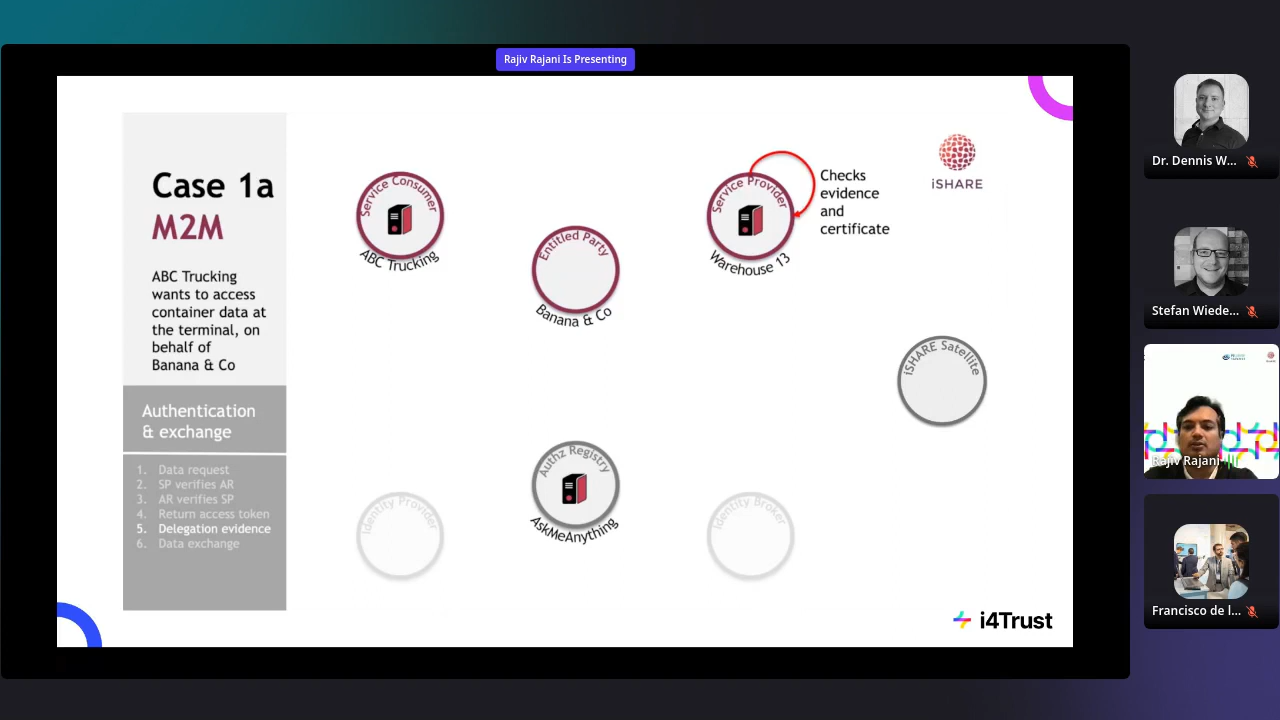 Rajiv Rajani Is Presenting
Case 1a
M2M
ABC Trucking
wants to access
container data at
the terminal, on
behalf of
Banana & Co
Authentication
& exchange
1. Data request
2. SP verifies AR
3. AR verifies SP
4. Return access token
5. Delegation evidence
6. Data exchange
Service Consumer
ABC Trucking
Entitled Party
Banana & Co
Service Provider
Warehouse 13
Checks
evidence
and
certificate
iSHARE
iSHARE Satellite
Authz Registry
AskMeAnything
Identity Provider
Identity Broker
i4Trust
Dr. Dennis W...
Stefan Wiede...
Rajiv Rajani
Francisco de l...